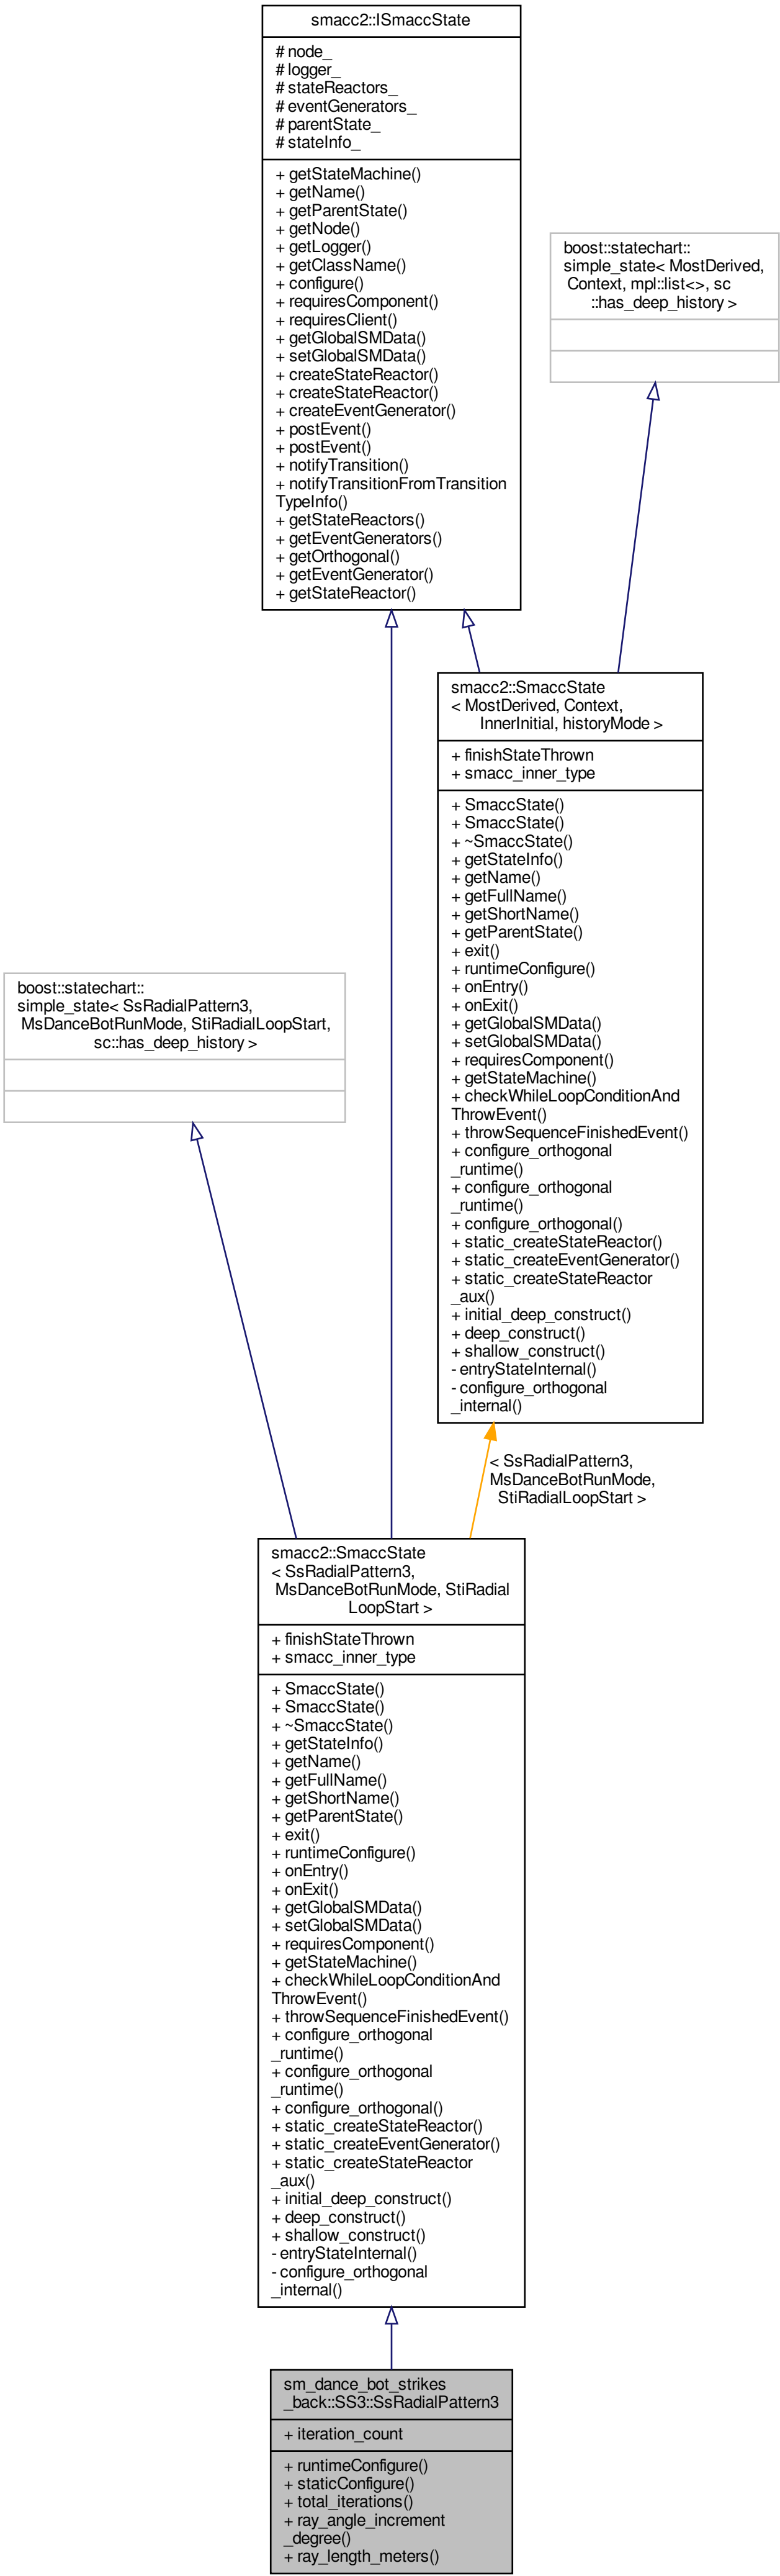 smacc2::ISmaccState
# node_
# logger_
# stateReactors_
# eventGenerators_
# parentState_
# stateInfo_
+ getStateMachine()
+ getName()
+ getParentState()
+ getNode()
+ getLogger()
+ getClassName()
+ configure()
+ requiresComponent()
+ requiresClient()
+ getGlobalSMData()
+ setGlobalSMData()
+ createStateReactor()
+ createStateReactor()
+ createEventGenerator()
+ postEvent()
+ postEvent()
+ notifyTransition()
+ notifyTransitionFromTransition
TypeInfo()
+ getStateReactors()
+ getEventGenerators()
+ getOrthogonal()
+ getEventGenerator()
+ getStateReactor()
boost::statechart::
simple_state< MostDerived,
Context, mpl::list<>, sc
::has_deep_history >
smacc2::SmaccState
< MostDerived, Context,
InnerInitial, historyMode >
+ finishStateThrown
+ smacc_inner_type
+ SmaccState()
+ SmaccState()
+ ~SmaccState()
+ getStateInfo()
+ getName()
+ getFullName()
+ getShortName()
+ getParentState()
+ exit()
+ runtimeConfigure()
+ onEntry()
+ onExit()
+ getGlobalSMData()
+ setGlobalSMData()
+ requiresComponent()
+ getStateMachine()
+ checkWhileLoopConditionAnd
ThrowEvent()
+ throwSequenceFinishedEvent()
+ configure_orthogonal
_runtime()
+ configure_orthogonal
_runtime()
+ configure_orthogonal()
+ static_createStateReactor()
+ static_createEventGenerator()
+ static_createStateReactor
_aux()
+ initial_deep_construct()
+ deep_construct()
+ shallow_construct()
- entryStateInternal()
- configure_orthogonal
_internal()
boost::statechart::
simple_state< SsRadialPattern3,
MsDanceBotRunMode, StiRadialLoopStart,
sc::has_deep_history >
< SsRadialPattern3,
MsDanceBotRunMode,
StiRadialLoopStart >
smacc2::SmaccState
< SsRadialPattern3,
MsDanceBotRunMode, StiRadial
LoopStart >
+ finishStateThrown
+ smacc_inner_type
+ SmaccState()
+ SmaccState()
+ ~SmaccState()
+ getStateInfo()
+ getName()
+ getFullName()
+ getShortName()
+ getParentState()
+ exit()
+ runtimeConfigure()
+ onEntry()
+ onExit()
+ getGlobalSMData()
+ setGlobalSMData()
+ requiresComponent()
+ getStateMachine()
+ checkWhileLoopConditionAnd
ThrowEvent()
+ throwSequenceFinishedEvent()
+ configure_orthogonal
_runtime()
+ configure_orthogonal
_runtime()
+ configure_orthogonal()
+ static_createStateReactor()
+ static_createEventGenerator()
+ static_createStateReactor
_aux()
+ initial_deep_construct()
+ deep_construct()
+ shallow_construct()
- entryStateInternal()
- configure_orthogonal
_internal()
sm_dance_bot_strikes
_back::SS3::SsRadialPattern3
+ iteration_count
+ runtimeConfigure()
+ staticConfigure()
+ total_iterations()
+ ray_angle_increment
_degree()
+ ray_length_meters()